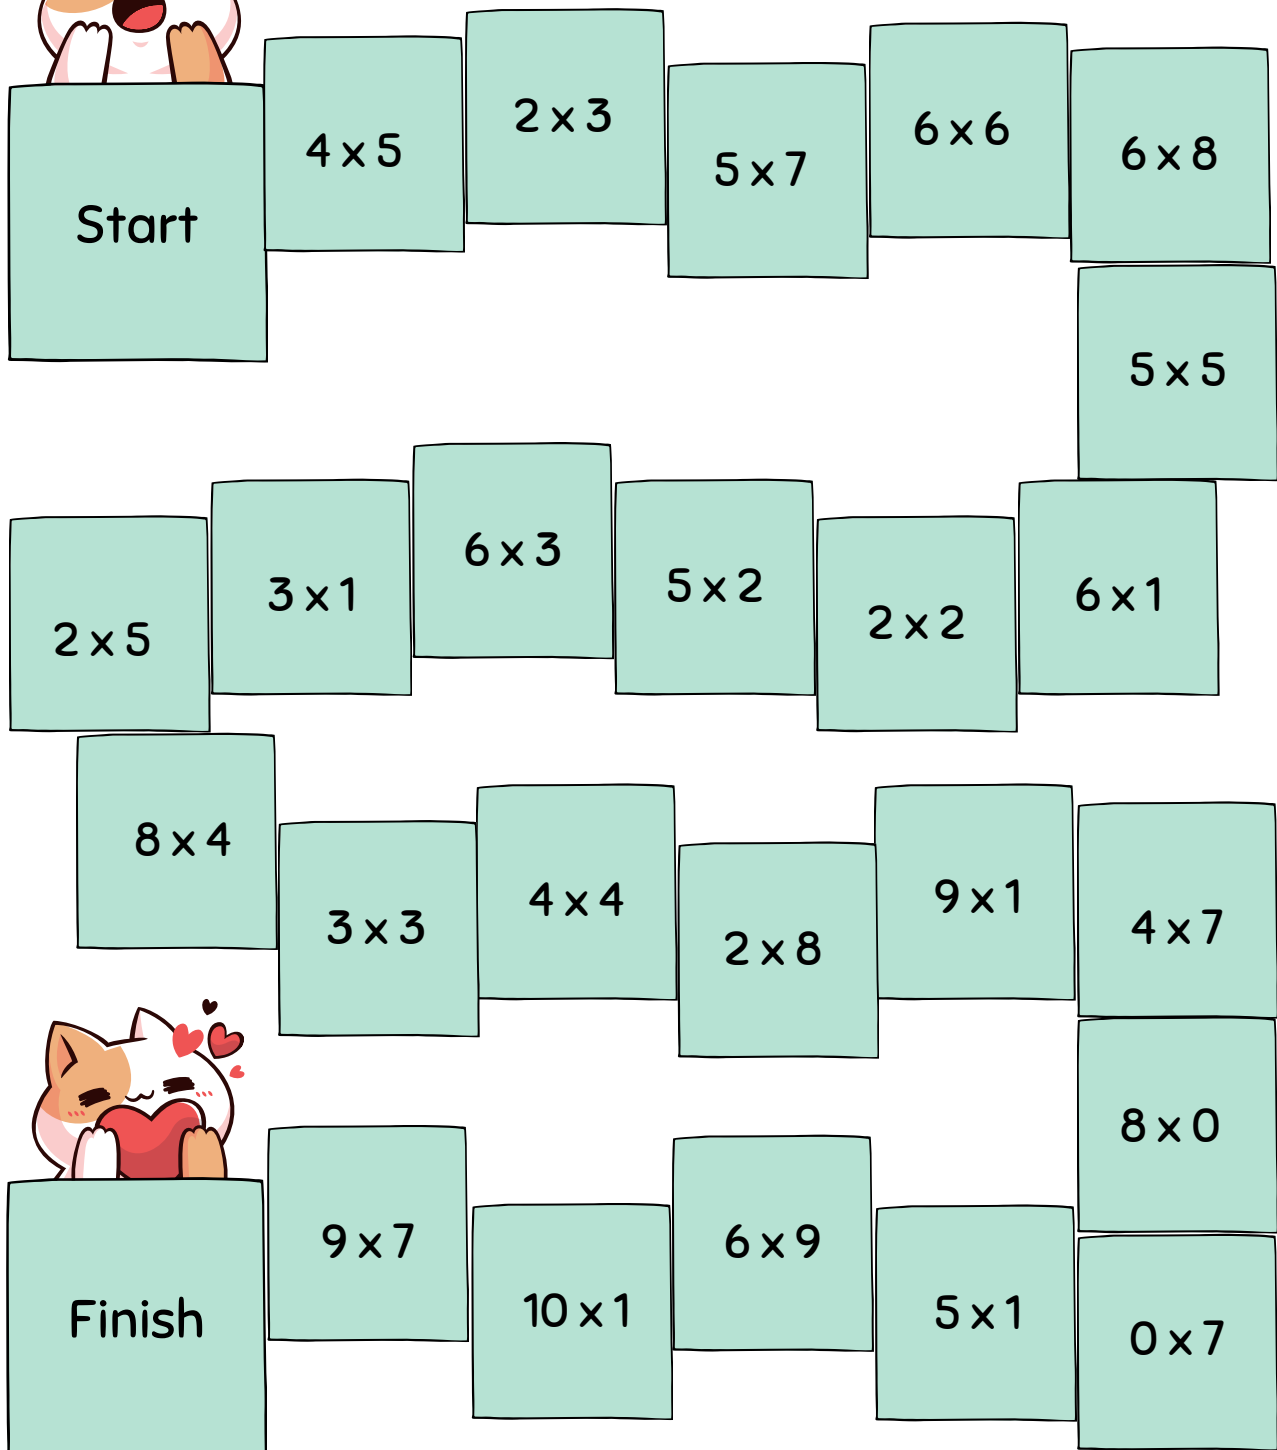 Start
4 x 5
2 x 3
5 x 7
6 x 6
6 x 8
5 x 5
6 x 1
2 x 2
5 x 2
6 x 3
3 x 1
2 x 5
8 x 4
3 x 3
4 x 4
2 x 8
9 x 1
4 x 7
8 x 0
0 x 7
5 x 1
6 x 9
10 x 1
9 x 7
Finish